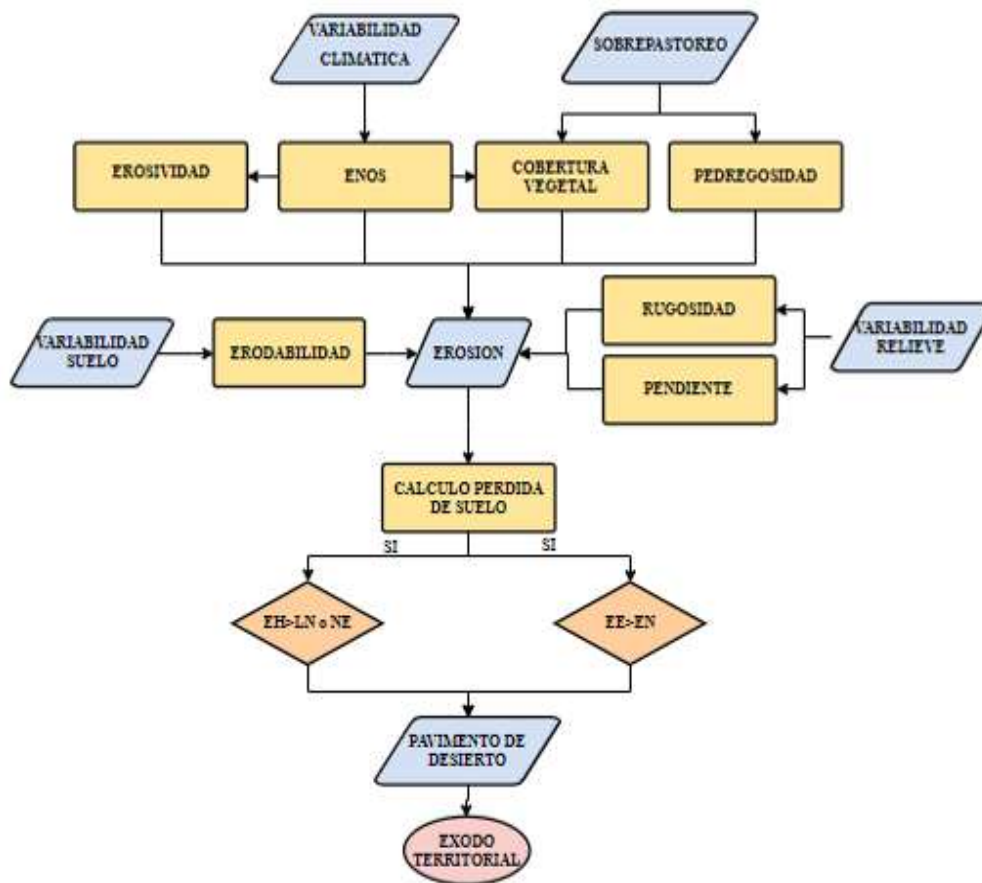 VARIABILIDAD
CLIMATICA
SOBREPASTOREO
EROSIVIDAD
ENOS
COBERTURA
VEGETAL
PEDREGOSIDAD
VARIABILIDAD
SUELO
ERODABILIDAD
EROSION
RUGOSIDAD
PENDIENTE
VARIABILIDAD
RELIEVE
CALCULO PERDIDA
DE SUELO
SI
SI
EH>LN o NE
EE>EN
PAVIMENTO DE
DESIERTO
EXODO
TERRITORIAL